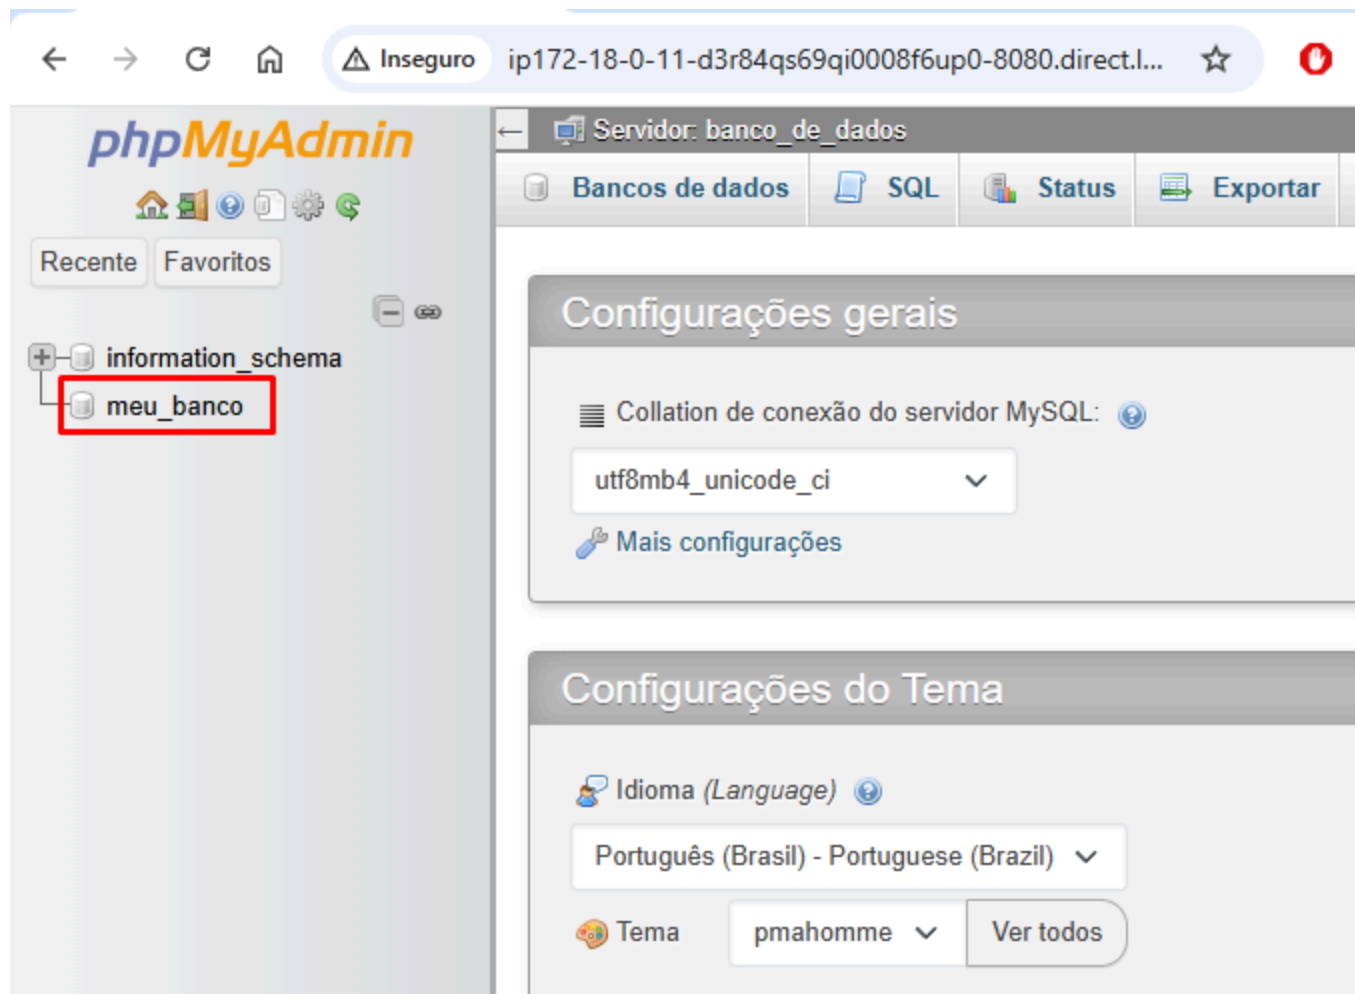 Inseguro
ip172-18-0-11-d3r84qs69qi0008f6up0-8080.direct.l...
phpMyAdmin
Servidor: banco_de_dados
Bancos de dados
SQL
Status
Exportar
Recente
Favoritos
information_schema
meu_banco
Configurações gerais
Collation de conexão do servidor MySQL:
utf8mb4_unicode_ci
Mais configurações
Configurações do Tema
Idioma (Language)
Português (Brasil) - Portuguese (Brazil)
Tema
pmahomme
Ver todos